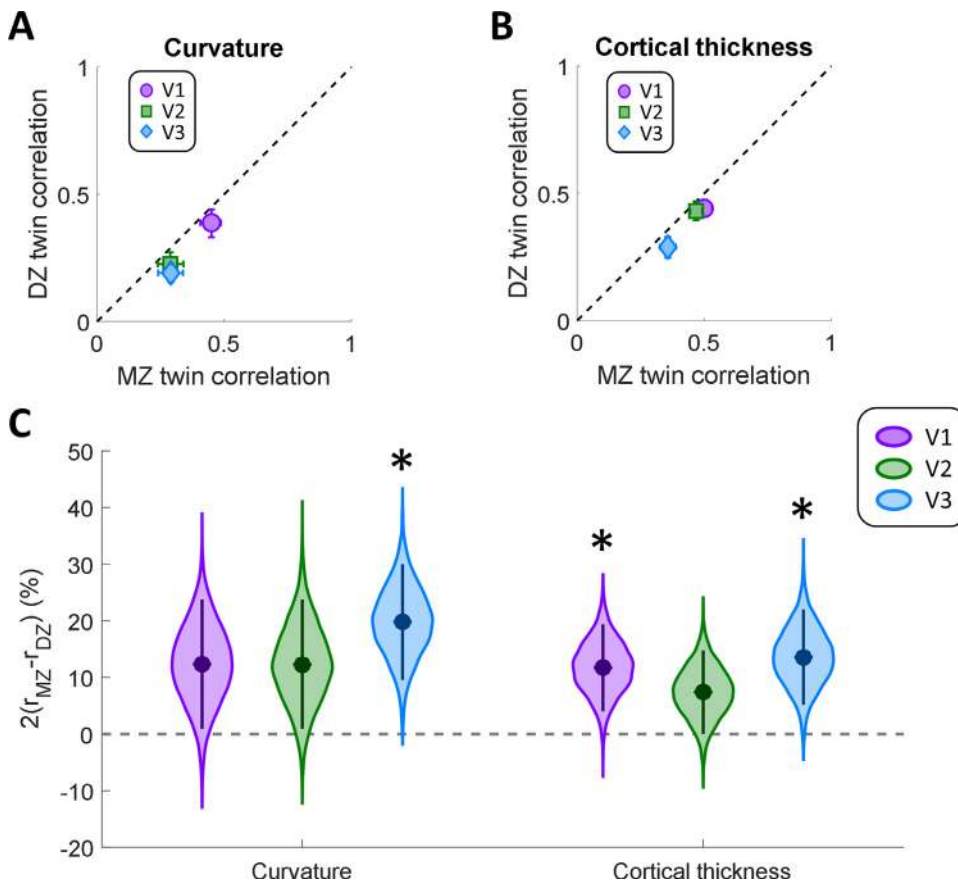 A
Curvature
V1
V2
V3
DZ twin correlation
1
0.5
0
0
0.5
1
MZ twin correlation
B
Cortical thickness
V1
V2
V3
DZ twin correlation
1
0.5
0
0
0.5
1
MZ twin correlation
C
V1
V2
V3
2(rMZ-rDZ) (%)
50
40
30
20
10
0
-10
-20
*
*
*
Curvature
Cortical thickness